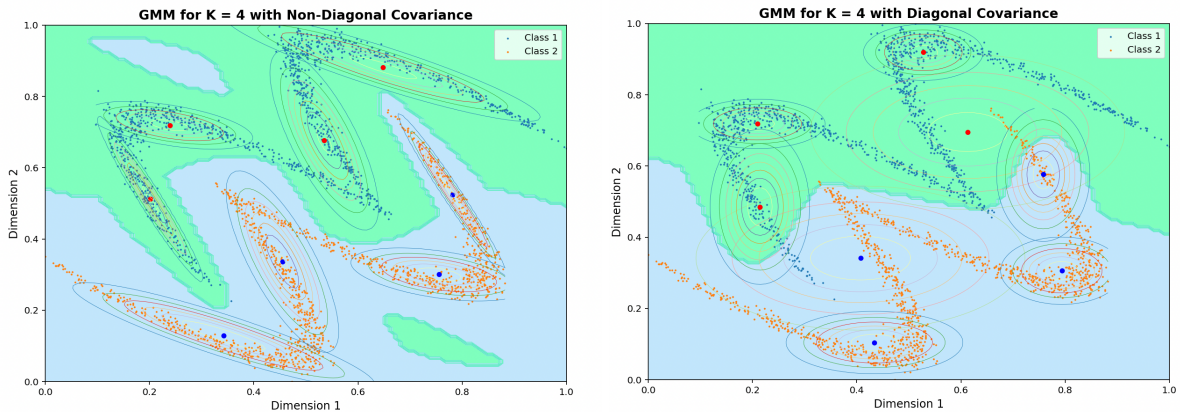 GMM for K = 4 with Non-Diagonal Covariance
Class 1
Class 2
Dimension 2
1.0
0.8
0.6
0.4
0.2
0.0
0.0 0.2 0.4 0.6 0.8 1.0
Dimension 1
GMM for K = 4 with Diagonal Covariance
Class 1
Class 2
Dimension 2
1.0
0.8
0.6
0.4
0.2
0.0
0.0 0.2 0.4 0.6 0.8 1.0
Dimension 1